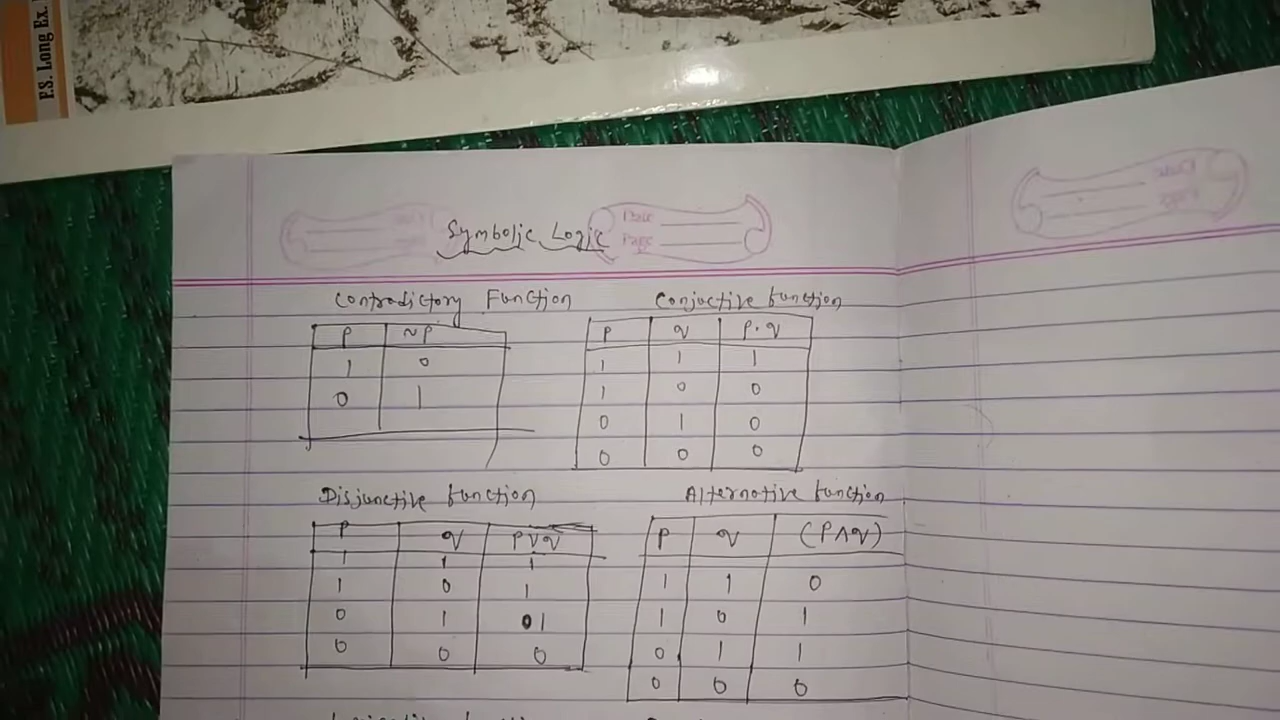 F.S. Long Ex.
Date
Page
Symbolic Logic
Contradictory Function
P ~P
1 0
0 1
Conjuctive function
P q P.q
1 1 1
1 0 0
0 1 0
0 0 0
Disjunctive function
P q P∨q
1 1 1
1 0 1
0 1 01
0 0 0
Alternative function
P q (P∧q)
1 1 0
1 0 1
0 1 1
0 0 0